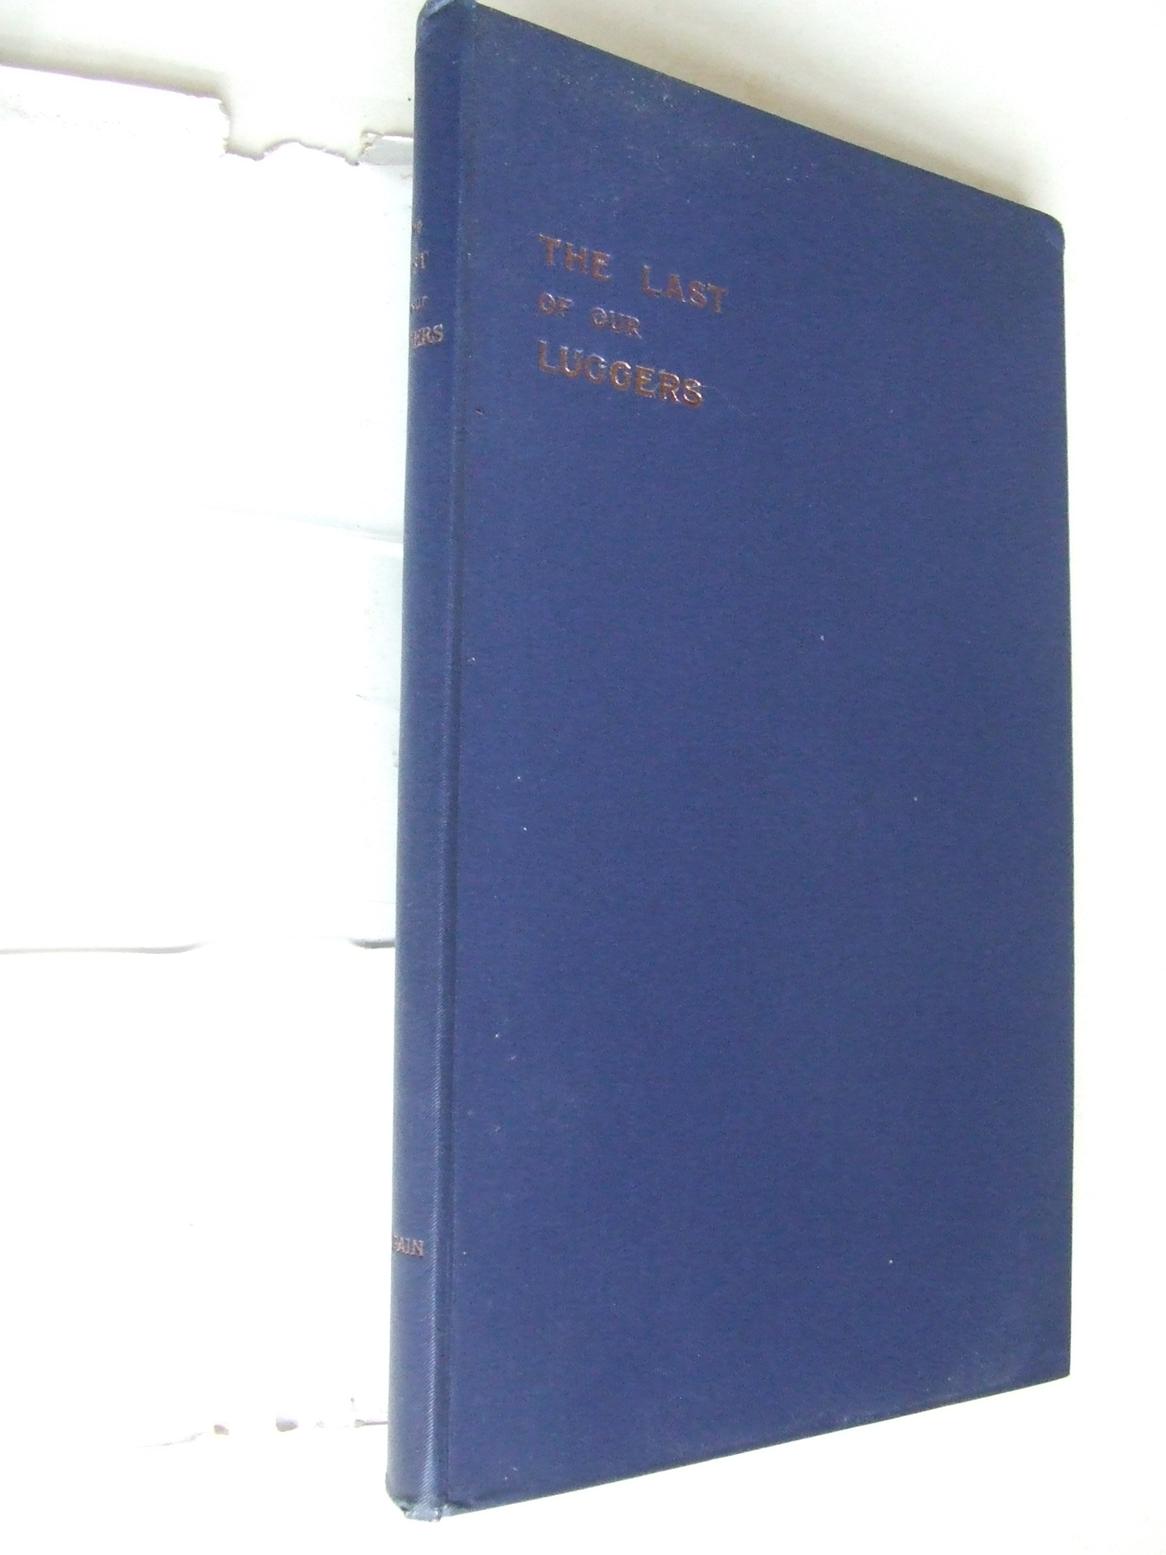 THE LAST
OF OUR
LUGGERS